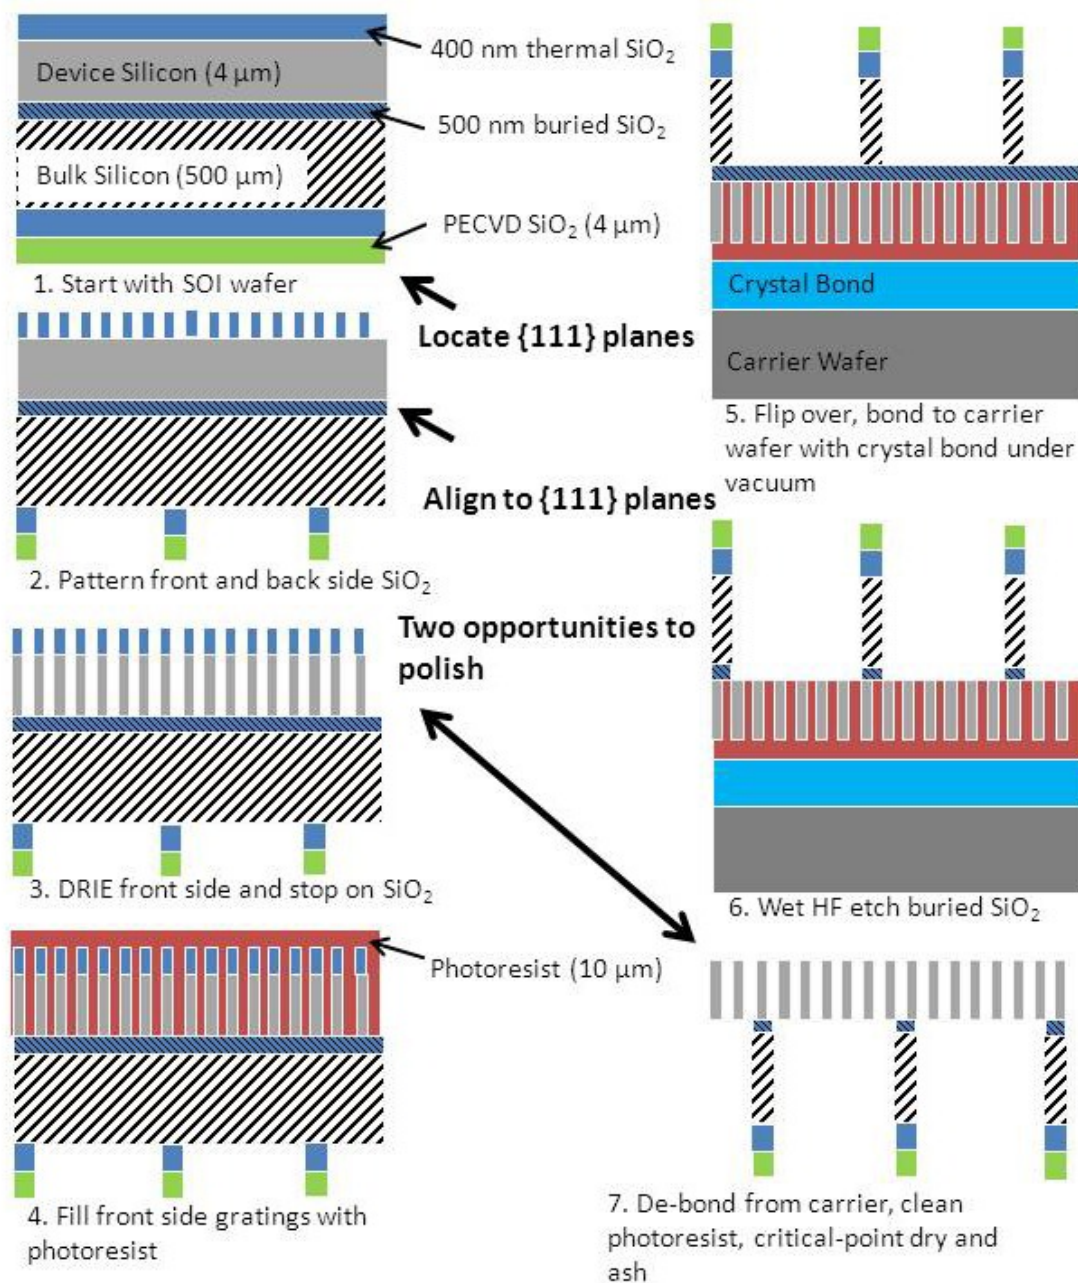 400 nm thermal SiO₂
Device Silicon (4 μm)
500 nm buried SiO₂
Bulk Silicon (500 μm)
PECVD SiO₂ (4 μm)
1. Start with SOI wafer
Locate {111} planes
Align to {111} planes
2. Pattern front and back side SiO₂
Two opportunities to
polish
3. DRIE front side and stop on SiO₂
Photoresist (10 μm)
4. Fill front side gratings with
photoresist
Crystal Bond
Carrier Wafer
5. Flip over, bond to carrier
wafer with crystal bond under
vacuum
6. Wet HF etch buried SiO₂
7. De-bond from carrier, clean
photoresist, critical-point dry and
ash